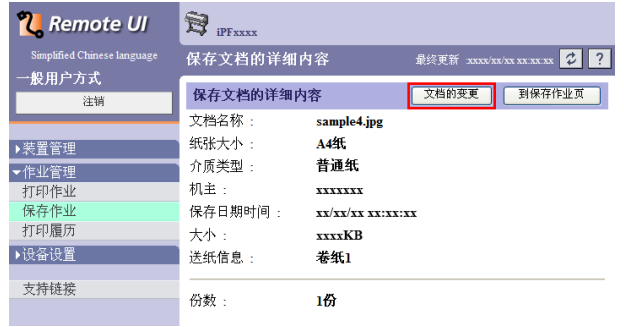 Remote UI
Simplified Chinese language
一般用户方式
注销
装置管理
作业管理
打印作业
保存作业
打印履历
设备设置
支持链接
iPFxxxx
保存文档的详细内容
最终更新 xxxx/xx/xx xx:xx:xx ?
保存文档的详细内容 文档的变更 到保存作业页
文档名称 : sample4.jpg
纸张大小 : A4纸
介质类型 : 普通纸
机主 : xxxxxxx
保存日期时间 : xx/xx/xx xx:xx:xx
大小 : xxxxKB
送纸信息 : 卷纸1
份数 : 1份